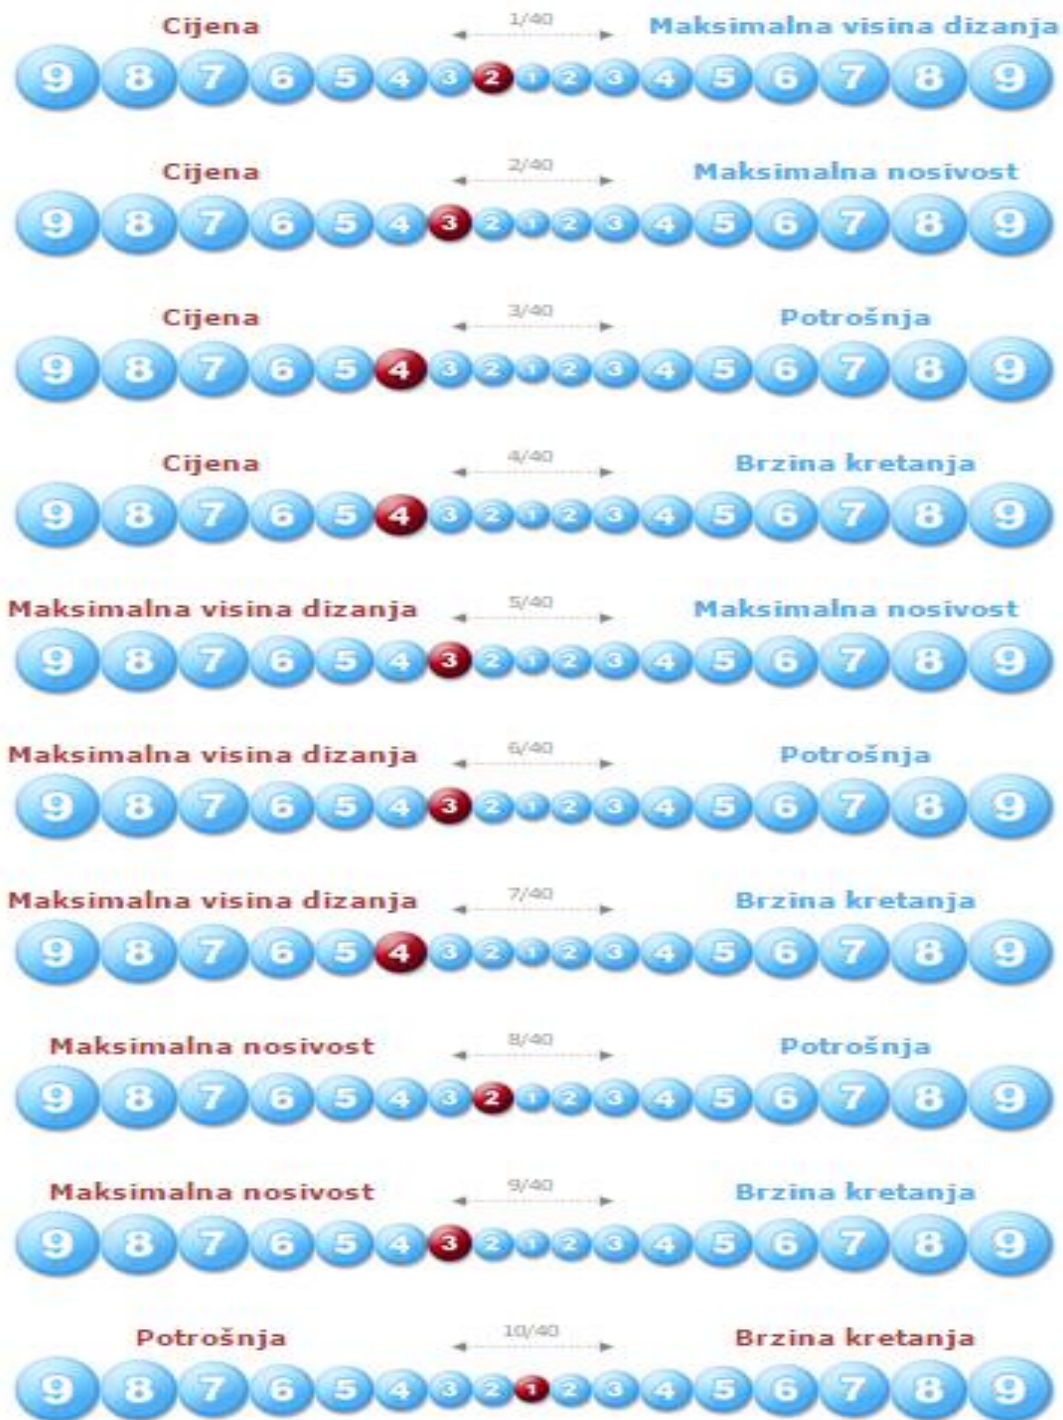 Cijena 1/40 Maksimalna visina dizanja
9 8 7 6 5 4 3 2 1 2 3 4 5 6 7 8 9
Cijena 2/40 Maksimalna nosivost
9 8 7 6 5 4 3 2 1 2 3 4 5 6 7 8 9
Cijena 3/40 Potrošnja
9 8 7 6 5 4 3 2 1 2 3 4 5 6 7 8 9
Cijena 4/40 Brzina kretanja
9 8 7 6 5 4 3 2 1 2 3 4 5 6 7 8 9
Maksimalna visina dizanja 5/40 Maksimalna nosivost
9 8 7 6 5 4 3 2 1 2 3 4 5 6 7 8 9
Maksimalna visina dizanja 6/40 Potrošnja
9 8 7 6 5 4 3 2 1 2 3 4 5 6 7 8 9
Maksimalna visina dizanja 7/40 Brzina kretanja
9 8 7 6 5 4 3 2 1 2 3 4 5 6 7 8 9
Maksimalna nosivost 8/40 Potrošnja
9 8 7 6 5 4 3 2 1 2 3 4 5 6 7 8 9
Maksimalna nosivost 9/40 Brzina kretanja
9 8 7 6 5 4 3 2 1 2 3 4 5 6 7 8 9
Potrošnja 10/40 Brzina kretanja
9 8 7 6 5 4 3 2 1 2 3 4 5 6 7 8 9